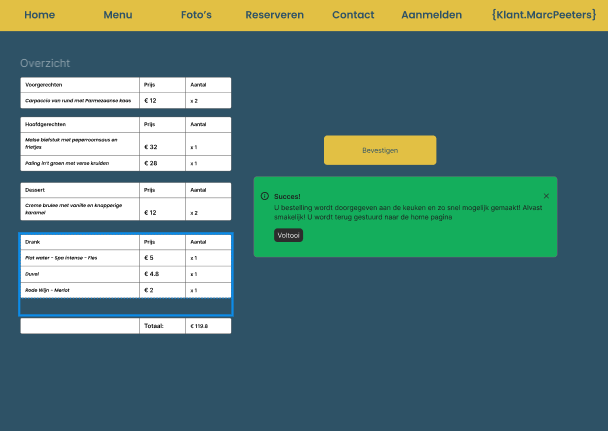 Home Menu Foto's Reserveren Contact Aanmelden {Klant.MarcPeeters}
Overzicht
Voorgerechten Prijs Aantal
Carpaccio van rund met Parmezaanse kaas € 12 x 2
Hoofdgerechten Prijs Aantal
Malse biefstuk met peperroomsaus en
frietjes € 32 x 1
Paling in't groen met verse kruiden € 28 x 1
Dessert Prijs Aantal
Creme brulee met vanille en knapperige
karamel € 12 x 2
Drank Prijs Aantal
Plat water - Spa Intense - Fles € 5 x 1
Duvel € 4.8 x 1
Rode Wijn - Merlot € 2 x 1
Totaal: € 119.8
Bevestigen
Succes!
U bestelling wordt doorgegeven aan de keuken en zo snel mogelijk gemaakt! Alvast
smakelijk! U wordt terug gestuurd naar de home pagina
Voltooi